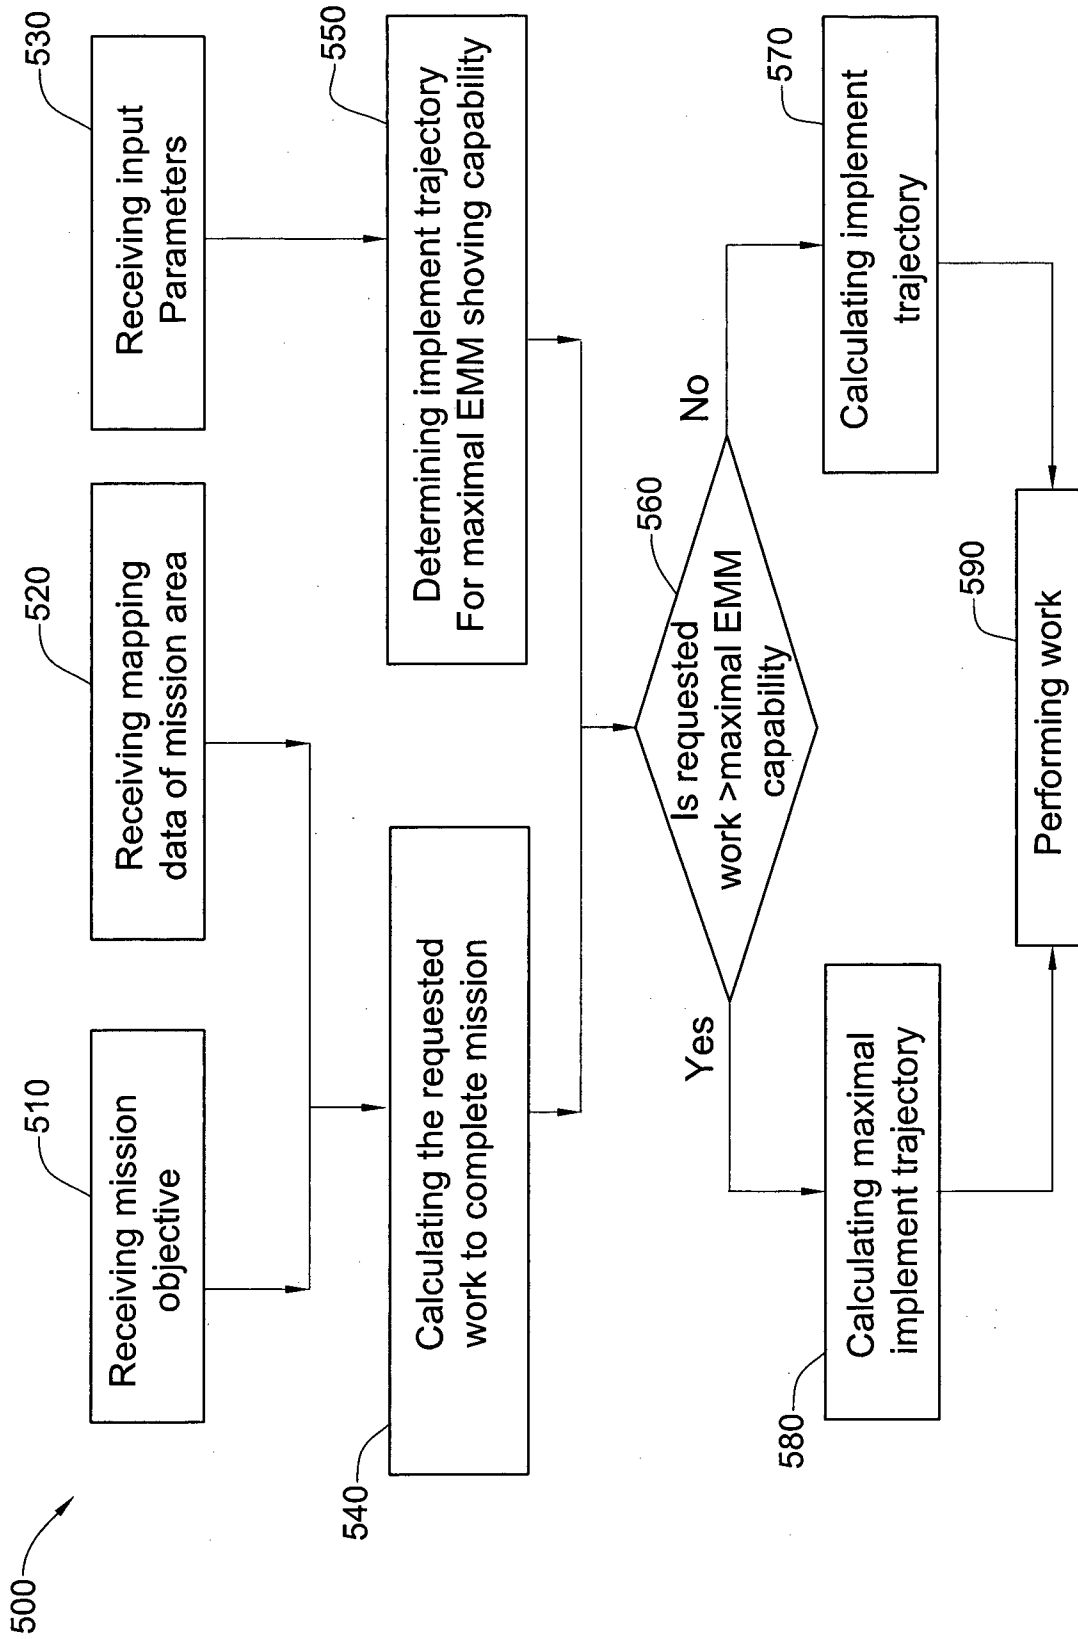 500
510
Receiving mission
objective
520
Receiving mapping
data of mission area
530
Receiving input
Parameters
540
Calculating the requested
work to complete mission
550
Determining implement trajectory
For maximal EMM shoving capability
560
Is requested
work >maximal EMM
capability
Yes
No
580
Calculating maximal
implement trajectory
570
Calculating implement
trajectory
590
Performing work